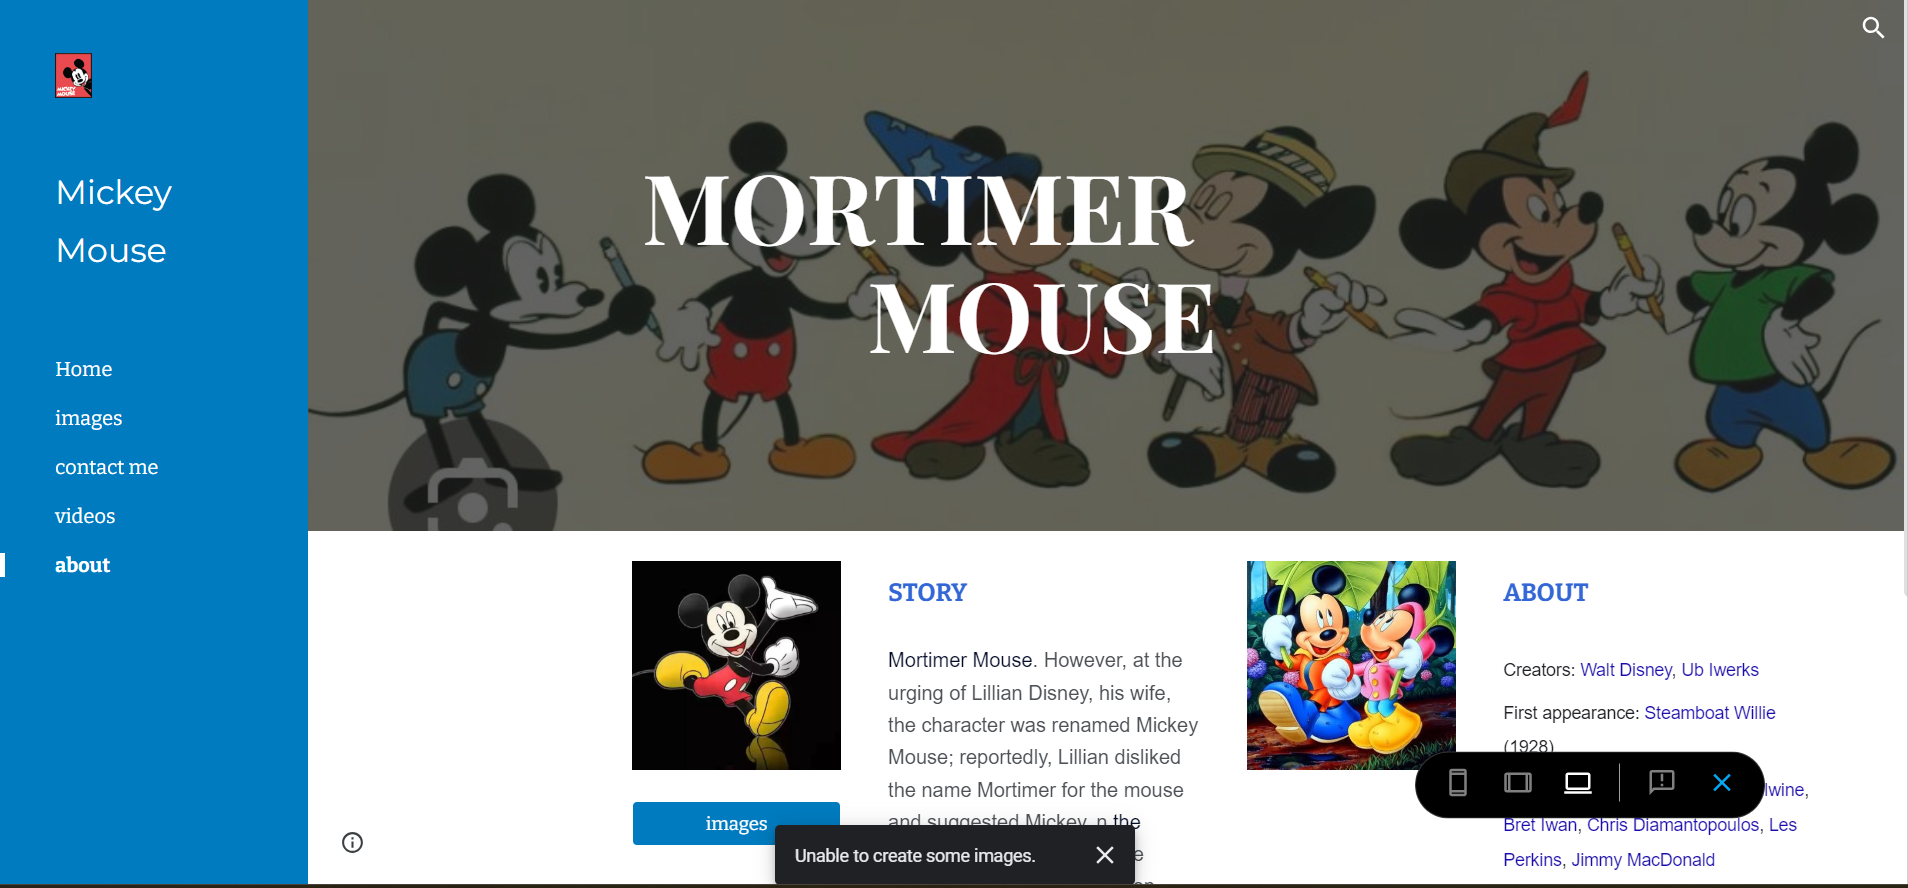 MICKEY
MOUSE
Mickey
Mouse
Home
images
contact me
videos
about
MORTIMER
MOUSE
images
STORY
Mortimer Mouse. However, at the
urging of Lillian Disney, his wife,
the character was renamed Mickey
Mouse; reportedly, Lillian disliked
the name Mortimer for the mouse
and suggested Mickey. n the
ABOUT
Creators: Walt Disney, Ub Iwerks
First appearance: Steamboat Willie
(1928)
lwine,
Bret Iwan, Chris Diamantopoulos, Les
Perkins, Jimmy MacDonald
Unable to create some images.